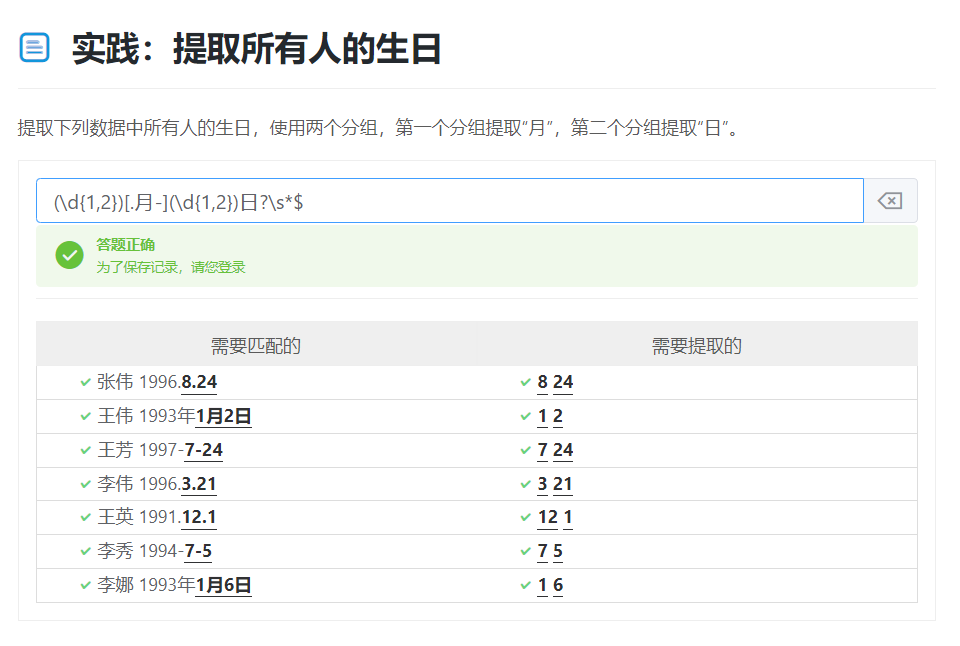 实践：提取所有人的生日
提取下列数据中所有人的生日，使用两个分组，第一个分组提取“月”，第二个分组提取“日”。
(\d{1,2})[.月-](\d{1,2})日?\s*$
答题正确
为了保存记录，请您登录
需要匹配的 需要提取的
张伟 1996.8.24 8 24
王伟 1993年1月2日 1 2
王芳 1997-7-24 7 24
李伟 1996.3.21 3 21
王英 1991.12.1 12 1
李秀 1994-7-5 7 5
李娜 1993年1月6日 1 6